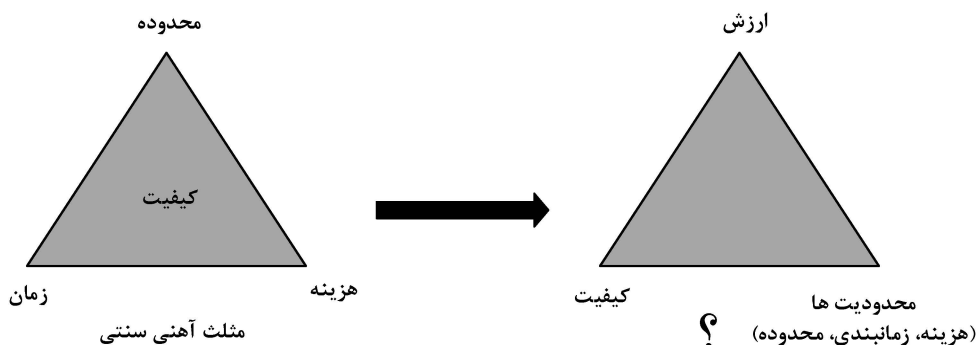 محدوده
کیفیت
زمان
هزینه
مثلث آهنی سنتی
ارزش
کیفیت
محدودیت ها
(هزینه، زمانبندی، محدوده)
؟